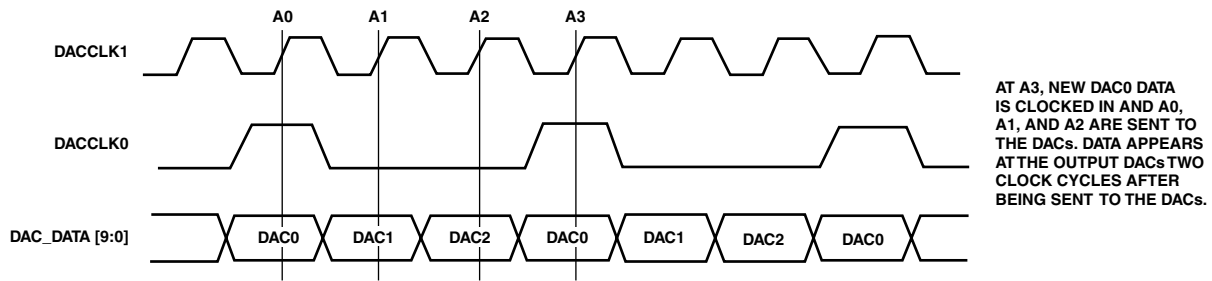 A0 A1 A2 A3
DACCLK1
DACCLK0
DAC_DATA [9:0] DAC0 DAC1 DAC2 DAC0 DAC1 DAC2 DAC0
AT A3, NEW DAC0 DATA
IS CLOCKED IN AND A0,
A1, AND A2 ARE SENT TO
THE DACs. DATA APPEARS
AT THE OUTPUT DACs TWO
CLOCK CYCLES AFTER
BEING SENT TO THE DACs.